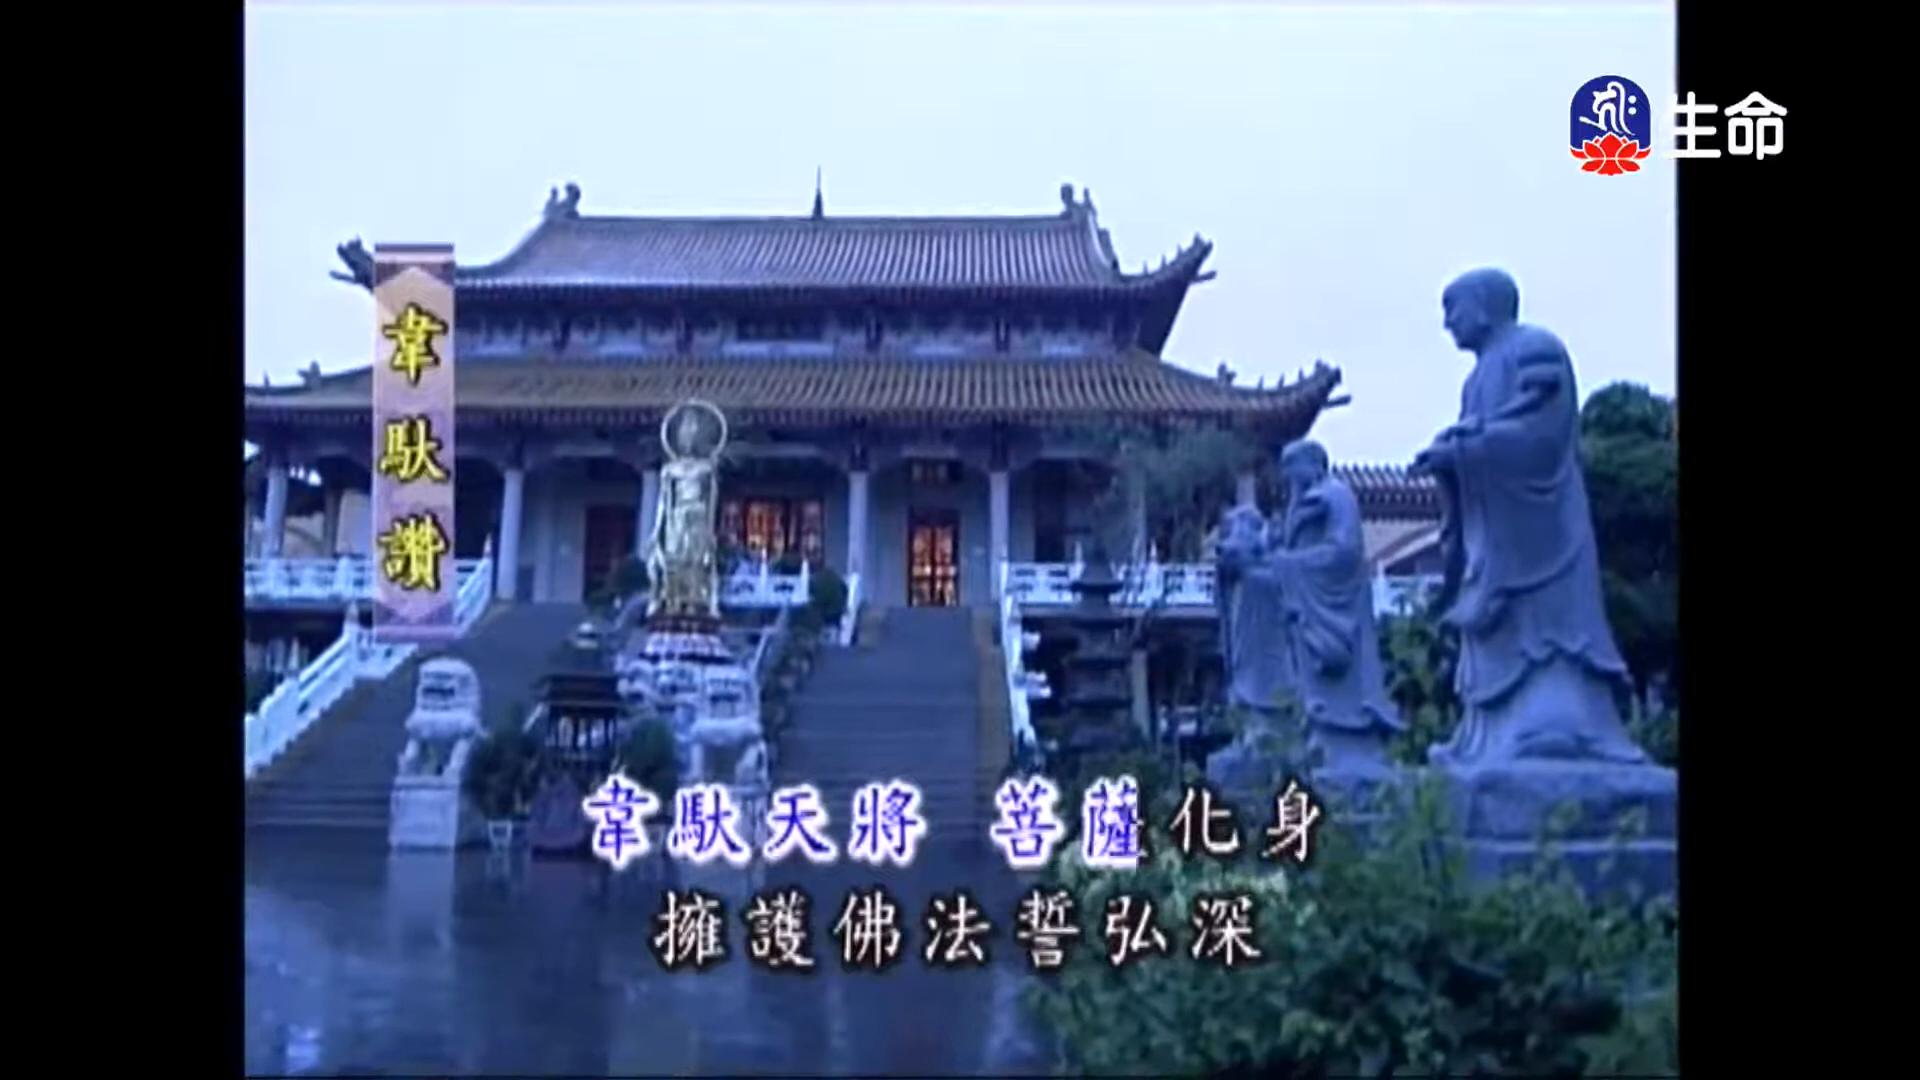 生命
韋馱讚
韋馱天將 菩薩化身
擁護佛法誓弘深